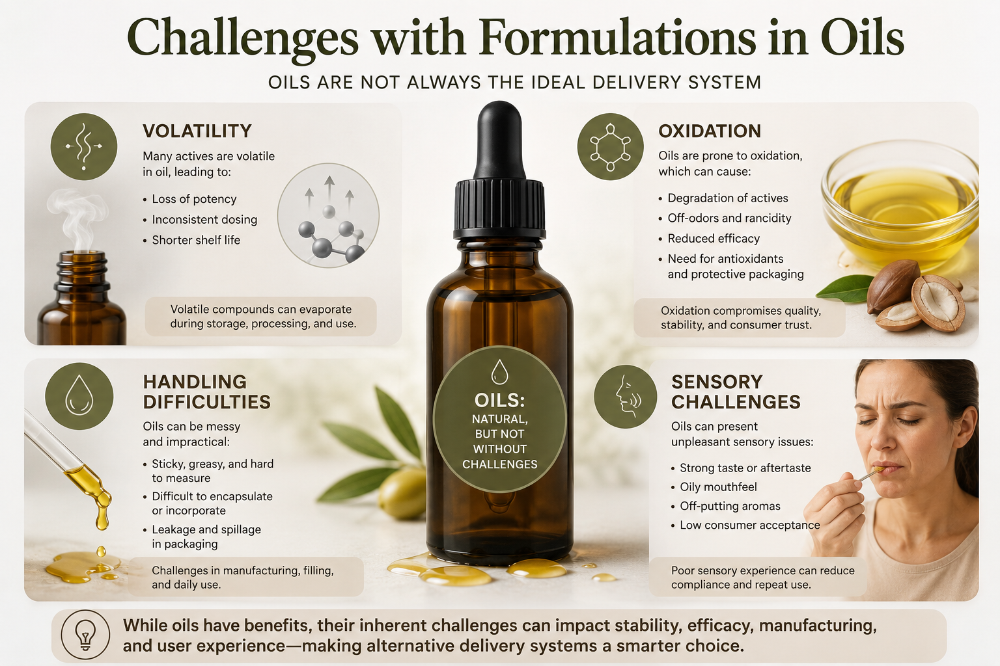 Challenges with Formulations in Oils
OILS ARE NOT ALWAYS THE IDEAL DELIVERY SYSTEM
VOLATILITY
Many actives are volatile
in oil, leading to:
• Loss of potency
• Inconsistent dosing
• Shorter shelf life
Volatile compounds can evaporate
during storage, processing, and use.
OXIDATION
Oils are prone to oxidation,
which can cause:
• Degradation of actives
• Off-odors and rancidity
• Reduced efficacy
• Need for antioxidants
and protective packaging
Oxidation compromises quality,
stability, and consumer trust.
HANDLING
DIFFICULTIES
Oils can be messy
and impractical:
• Sticky, greasy, and hard
to measure
• Difficult to encapsulate
or incorporate
• Leakage and spillage
in packaging
Challenges in manufacturing, filling,
and daily use.
OILS:
NATURAL,
BUT NOT
WITHOUT
CHALLENGES
SENSORY
CHALLENGES
Oils can present
unpleasant sensory issues:
• Strong taste or aftertaste
• Oily mouthfeel
• Off-putting aromas
• Low consumer acceptance
Poor sensory experience can reduce
compliance and repeat use.
While oils have benefits, their inherent challenges can impact stability, efficacy, manufacturing,
and user experience—making alternative delivery systems a smarter choice.